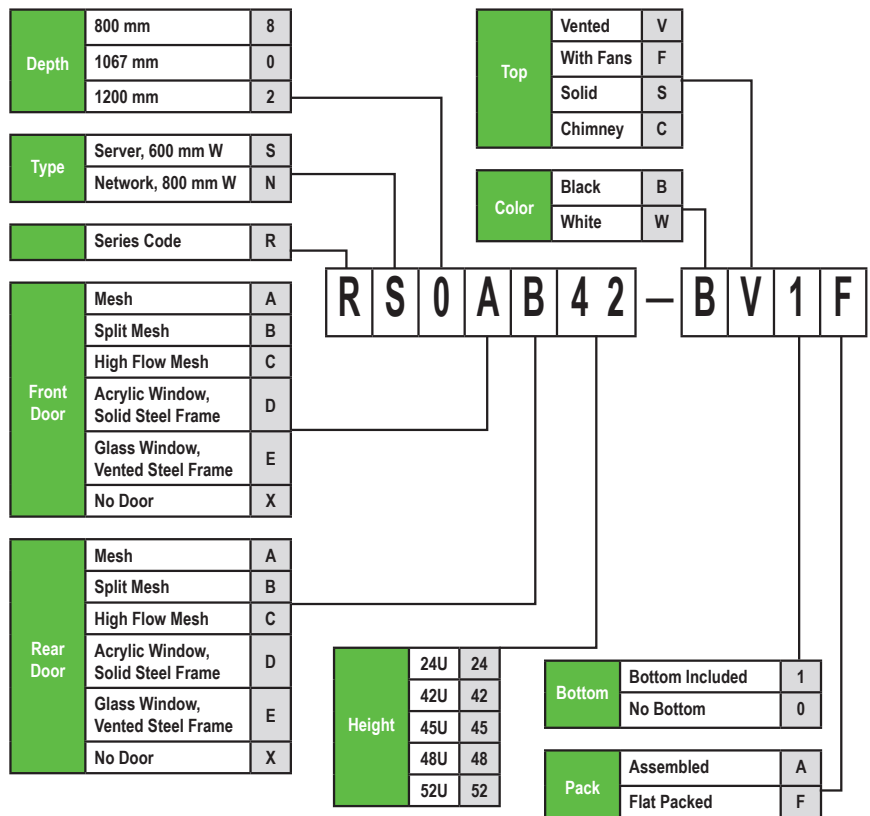 Depth
800 mm 8
1067 mm 0
1200 mm 2
Type
Server, 600 mm W S
Network, 800 mm W N
Series Code R
Top
Vented V
With Fans F
Solid S
Chimney C
Color
Black B
White W
R S 0 A B 4 2 — B V 1 F
Front
Door
Mesh A
Split Mesh B
High Flow Mesh C
Acrylic Window,
Solid Steel Frame D
Glass Window,
Vented Steel Frame E
No Door X
Rear
Door
Mesh A
Split Mesh B
High Flow Mesh C
Acrylic Window,
Solid Steel Frame D
Glass Window,
Vented Steel Frame E
No Door X
Height
24U 24
42U 42
45U 45
48U 48
52U 52
Bottom
Bottom Included 1
No Bottom 0
Pack
Assembled A
Flat Packed F